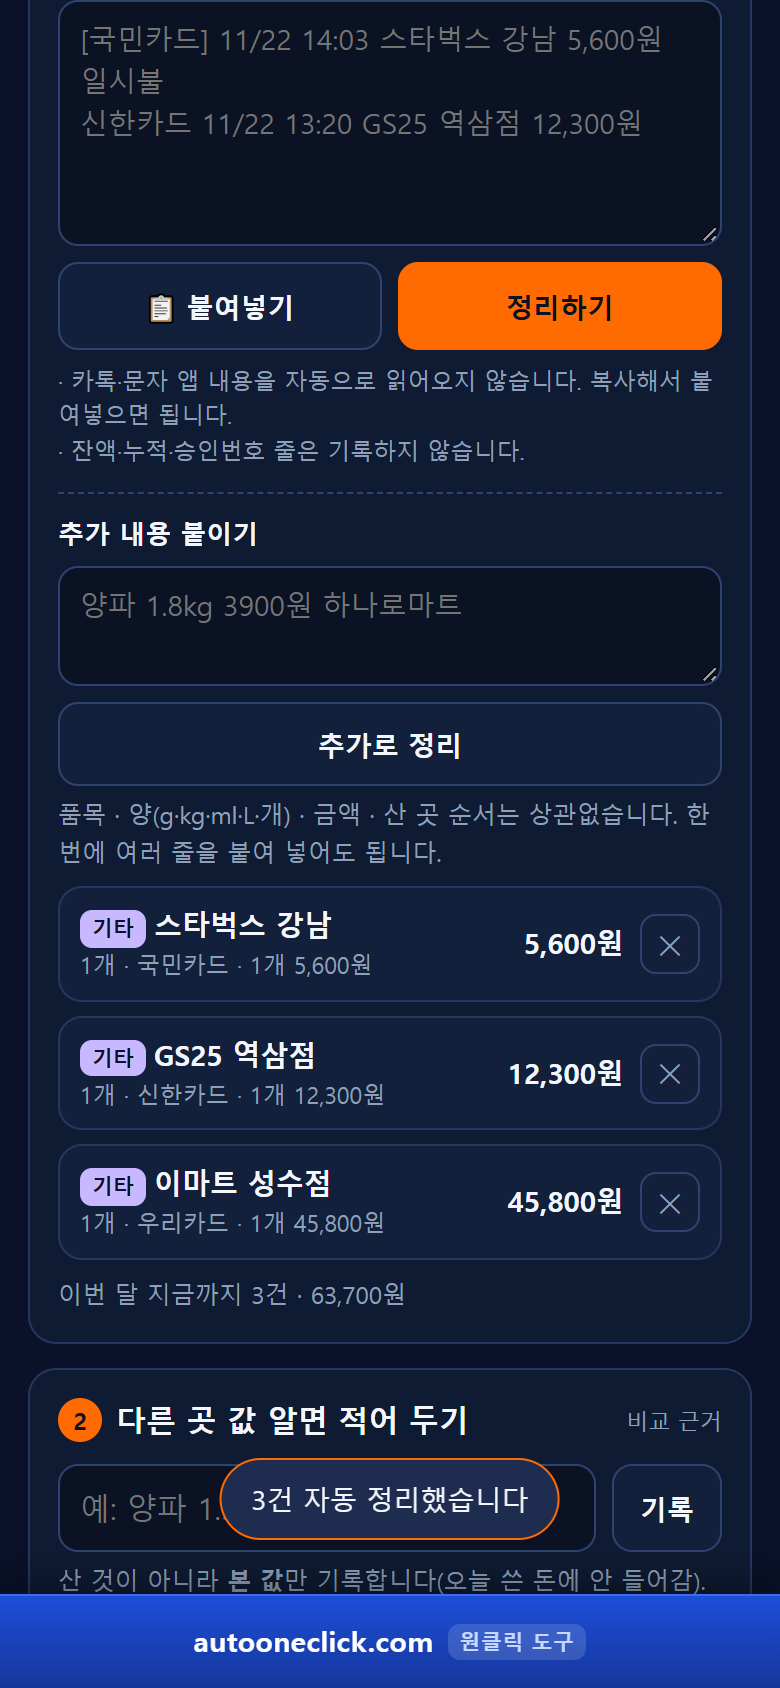 [국민카드] 11/22 14:03 스타벅스 강남 5,600원
일시불
신한카드 11/22 13:20 GS25 역삼점 12,300원
📋 붙여넣기
정리하기
· 카톡·문자 앱 내용을 자동으로 읽어오지 않습니다. 복사해서 붙
여넣으면 됩니다.
· 잔액·누적·승인번호 줄은 기록하지 않습니다.
추가 내용 붙이기
양파 1.8kg 3900원 하나로마트
추가로 정리
품목 · 양(g·kg·ml·L·개) · 금액 · 산 곳 순서는 상관없습니다. 한
번에 여러 줄을 붙여 넣어도 됩니다.
기타 스타벅스 강남
1개 · 국민카드 · 1개 5,600원
5,600원
기타 GS25 역삼점
1개 · 신한카드 · 1개 12,300원
12,300원
기타 이마트 성수점
1개 · 우리카드 · 1개 45,800원
45,800원
이번 달 지금까지 3건 · 63,700원
2 다른 곳 값 알면 적어 두기
비교 근거
예: 양파 1.
3건 자동 정리했습니다
기록
산 것이 아니라 본 값만 기록합니다(오늘 쓴 돈에 안 들어감).
autooneclick.com 원클릭 도구